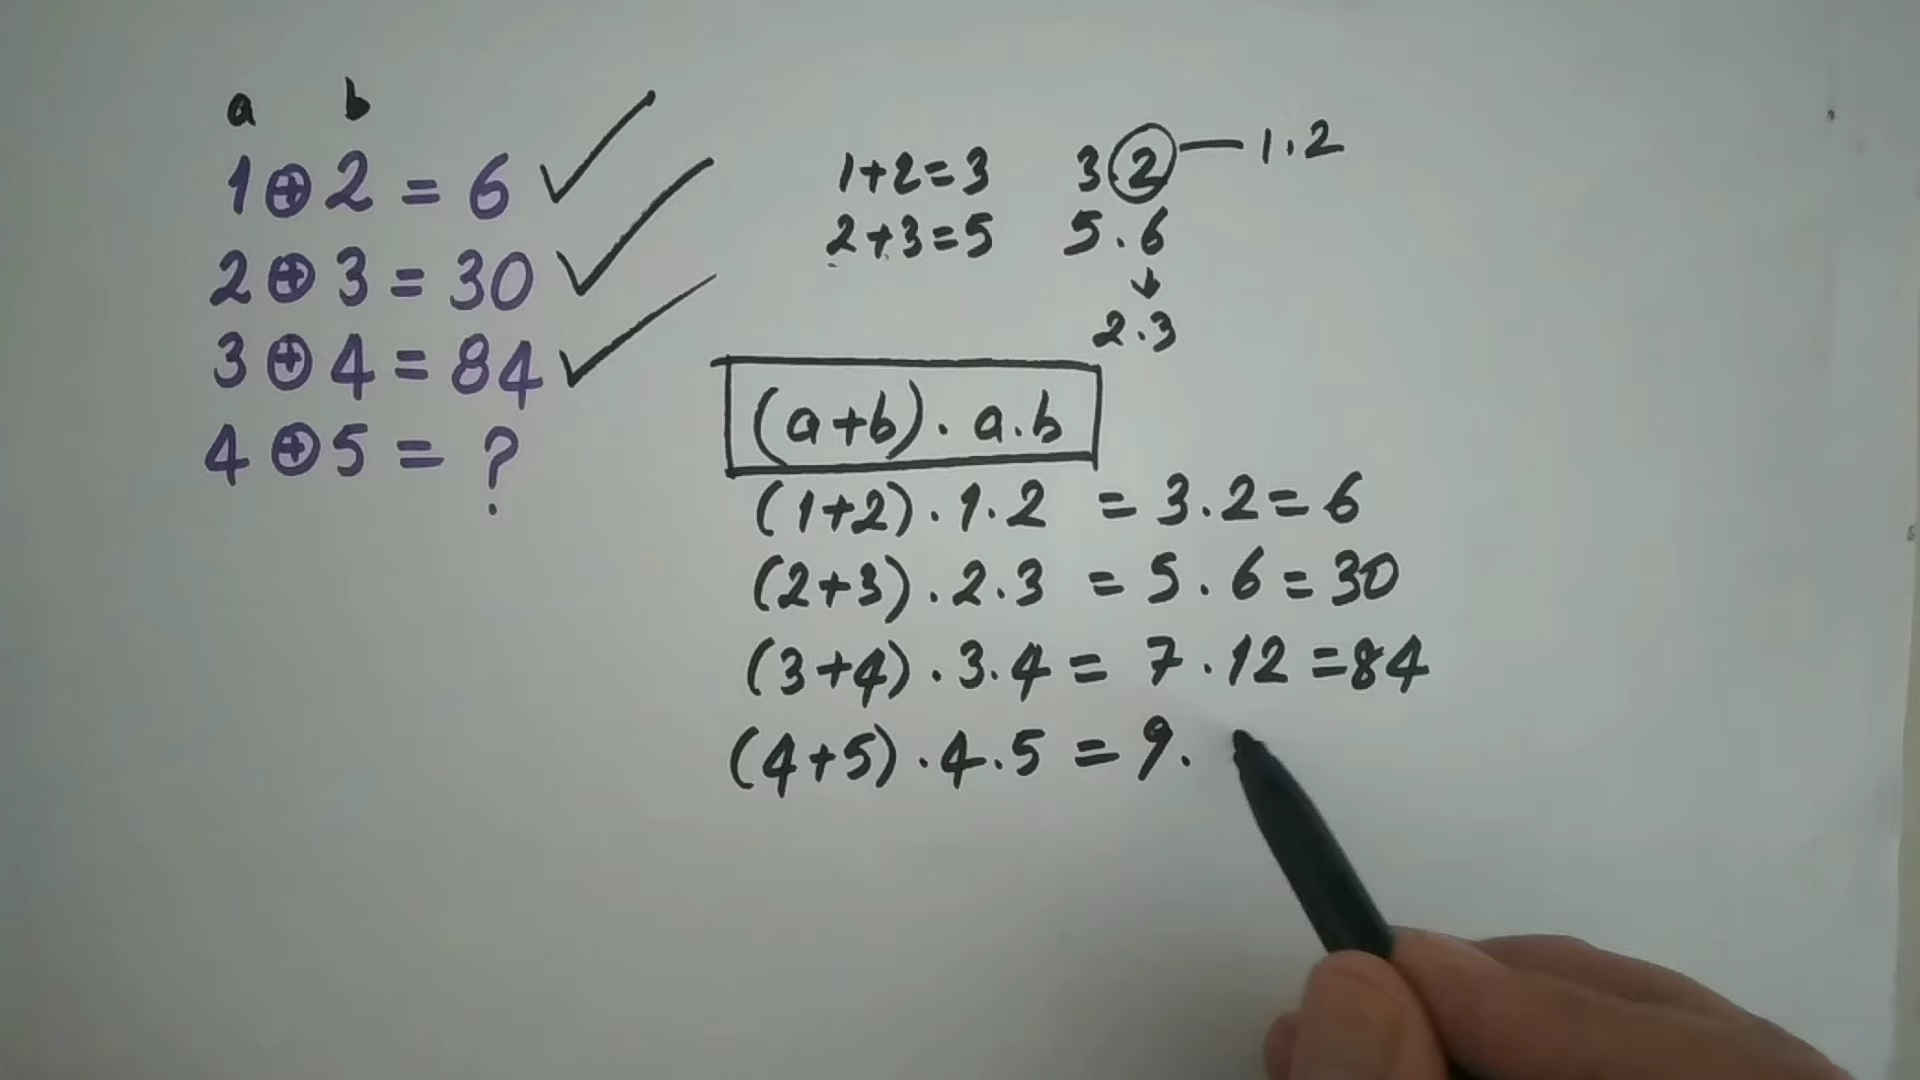 a b
1 ⊕ 2 = 6
2 ⊕ 3 = 30
3 ⊕ 4 = 84
4 ⊕ 5 = ?
1+2=3 3 2 — 1.2
2+3=5 5.6
2.3
(a+b). a.b
(1+2).1.2 = 3.2=6
(2+3).2.3 = 5.6=30
(3+4).3.4= 7.12=84
(4+5).4.5 = 9.